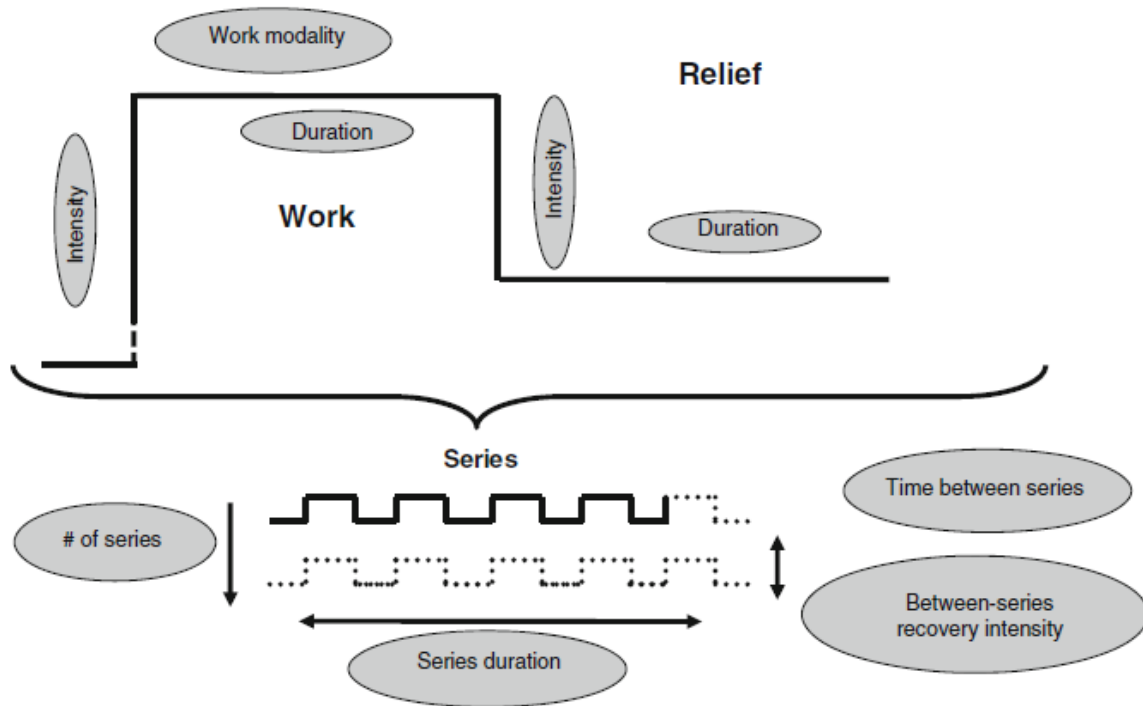 Work modality
Relief
Duration
Intensity
Intensity
Work
Duration
Series
Time between series
# of series
Between-series
recovery intensity
Series duration